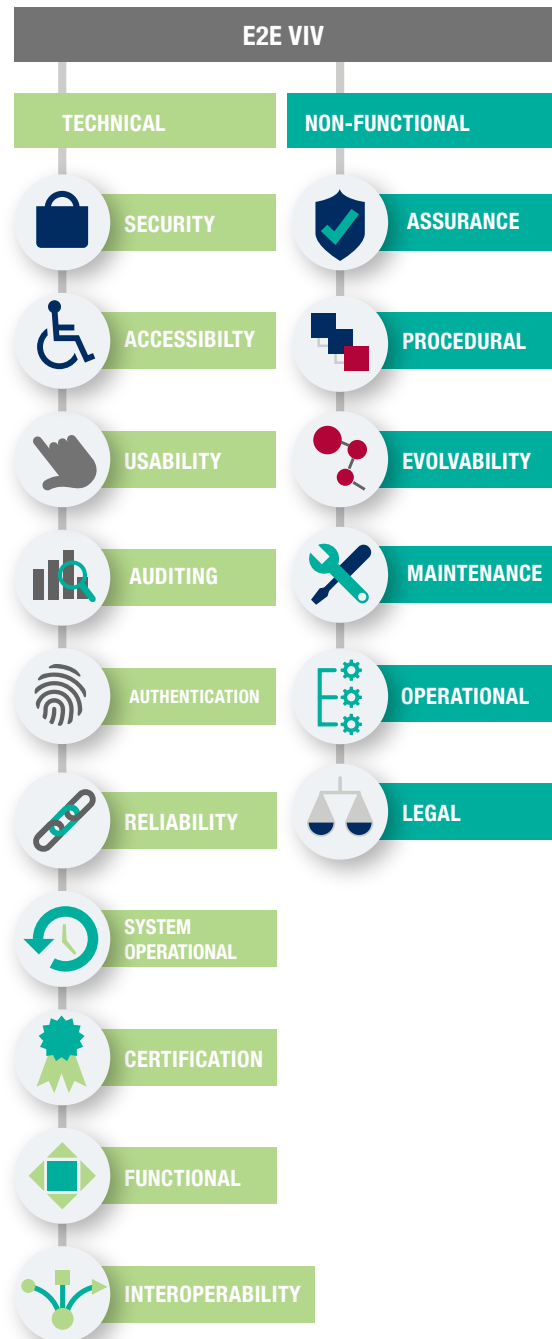 E2E VIV
TECHNICAL
SECURITY
ACCESSIBILTY
USABILITY
AUDITING
AUTHENTICATION
RELIABILITY
SYSTEM
OPERATIONAL
CERTIFICATION
FUNCTIONAL
INTEROPERABILITY
NON-FUNCTIONAL
ASSURANCE
PROCEDURAL
EVOLVABILITY
MAINTENANCE
OPERATIONAL
LEGAL